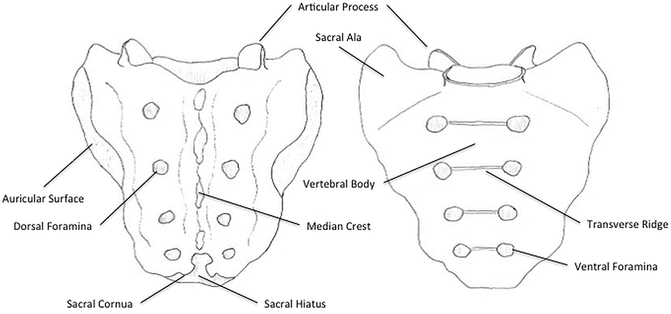 Articular Process
Sacral Ala
Auricular Surface
Dorsal Foramina
Vertebral Body
Median Crest
Transverse Ridge
Ventral Foramina
Sacral Cornua
Sacral Hiatus